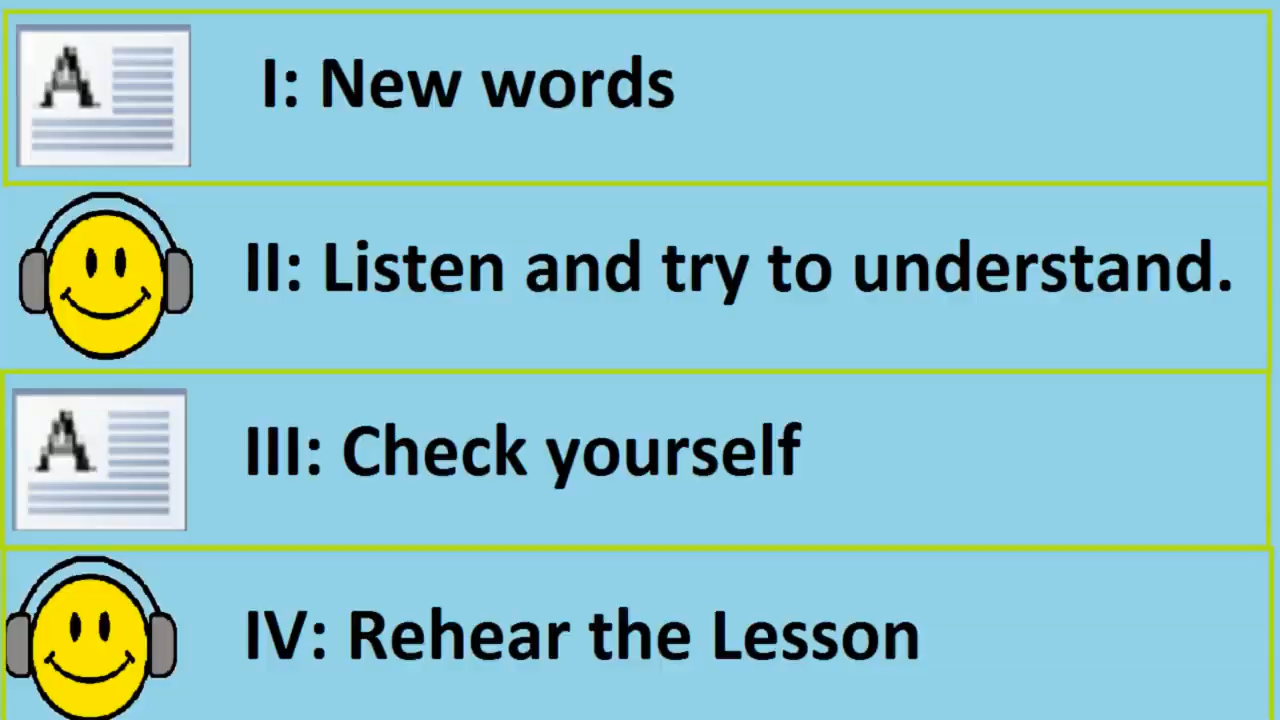 I: New words
II: Listen and try to understand.
III: Check yourself
IV: Rehear the Lesson